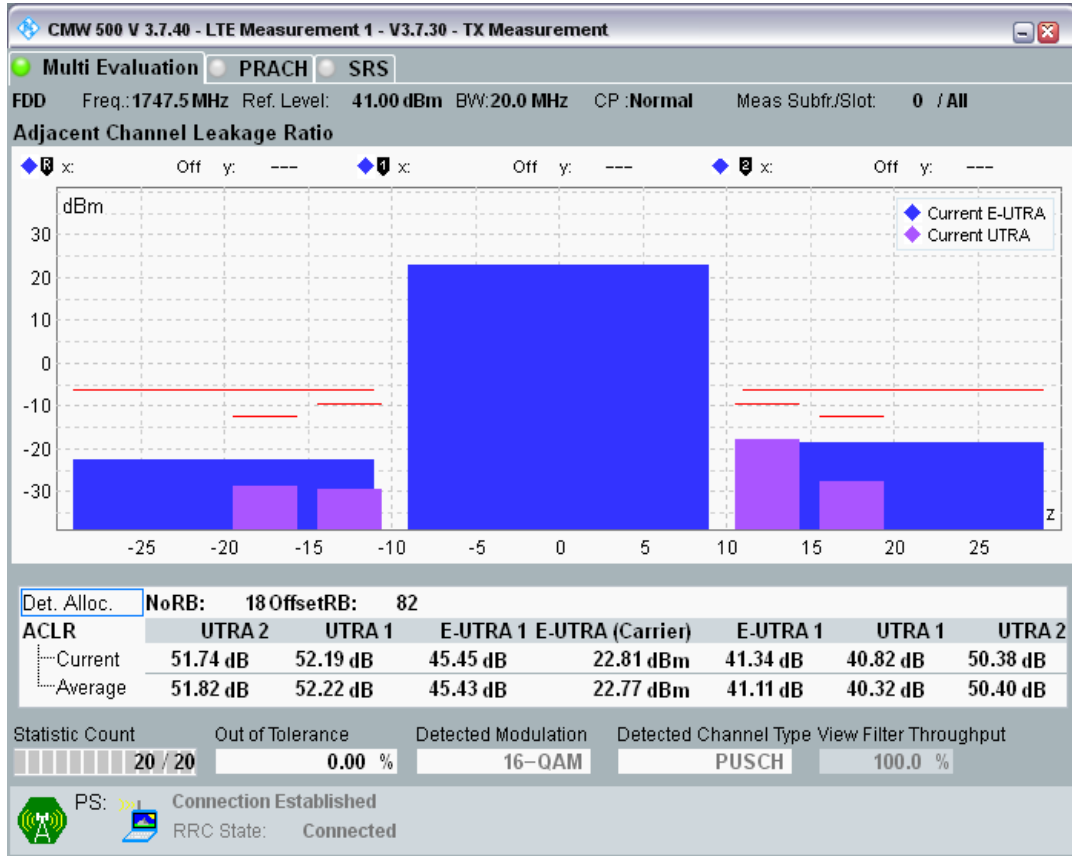 CMW 500 V 3.7.40 - LTE Measurement 1 - V3.7.30 - TX Measurement
Multi Evaluation PRACH SRS
FDD Freq.: 1747.5 MHz Ref. Level: 41.00 dBm BW: 20.0 MHz CP : Normal Meas Subfr./Slot: 0 / All
Adjacent Channel Leakage Ratio
R x: Off y: --- 1 x: Off y: --- 2 x: Off y: ---
dBm
Current E-UTRA
Current UTRA
30
20
10
0
-10
-20
-30
z
-25 -20 -15 -10 -5 0 5 10 15 20 25
Det. Alloc. NoRB: 18 OffsetRB: 82
ACLR UTRA 2 UTRA 1 E-UTRA 1 E-UTRA (Carrier) E-UTRA 1 UTRA 1 UTRA 2
Current 51.74 dB 52.19 dB 45.45 dB 22.81 dBm 41.34 dB 40.82 dB 50.38 dB
Average 51.82 dB 52.22 dB 45.43 dB 22.77 dBm 41.11 dB 40.32 dB 50.40 dB
Statistic Count Out of Tolerance Detected Modulation Detected Channel Type View Filter Throughput
20 / 20 0.00 % 16-QAM PUSCH 100.0 %
PS: Connection Established
RRC State: Connected